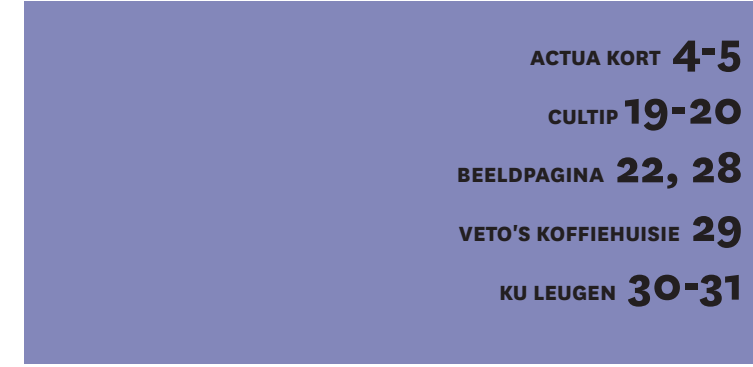 ACTUA KORT 4-5
CULTIP 19-20
BEELDPAGINA 22, 28
VETO'S KOFFIEHUISIE 29
KU LEUGEN 30-31